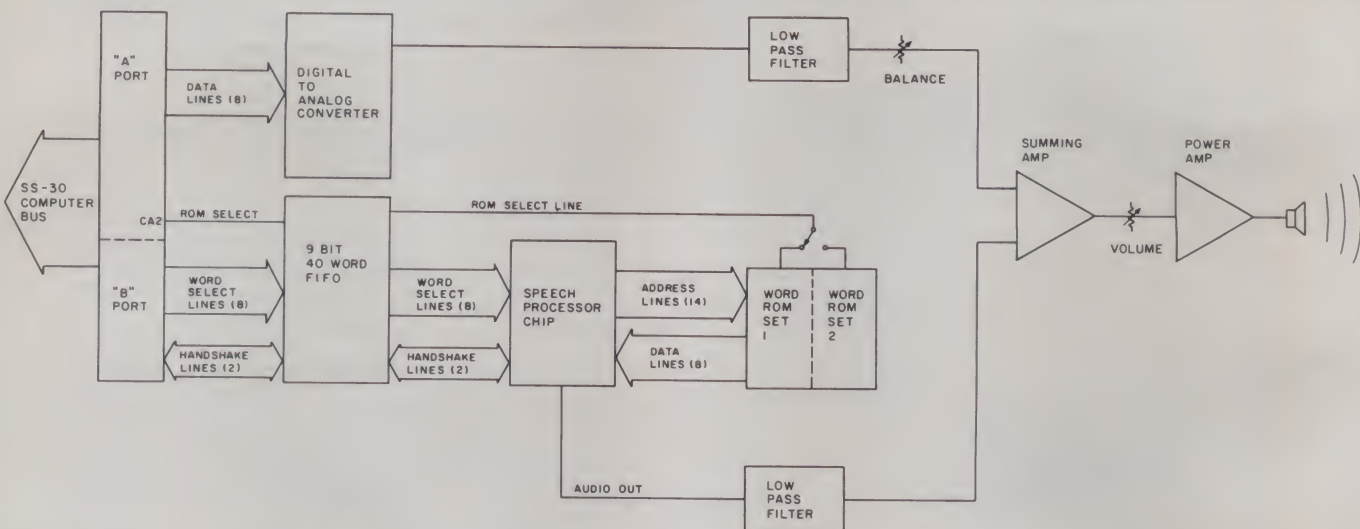 "A"
PORT
DATA
LINES (8)
DIGITAL
TO
ANALOG
CONVERTER
LOW
PASS
FILTER
BALANCE
SS-30
COMPUTER
BUS
CA2
ROM SELECT
ROM SELECT LINE
SUMMING
AMP
POWER
AMP
VOLUME
"B"
PORT
WORD
SELECT
LINES (8)
HANDSHAKE
LINES (2)
9 BIT
40 WORD
FIFO
WORD
SELECT
LINES (8)
HANDSHAKE
LINES (2)
SPEECH
PROCESSOR
CHIP
ADDRESS
LINES (14)
DATA
LINES (8)
WORD
ROM
SET
1
WORD
ROM
SET
2
AUDIO OUT
LOW
PASS
FILTER